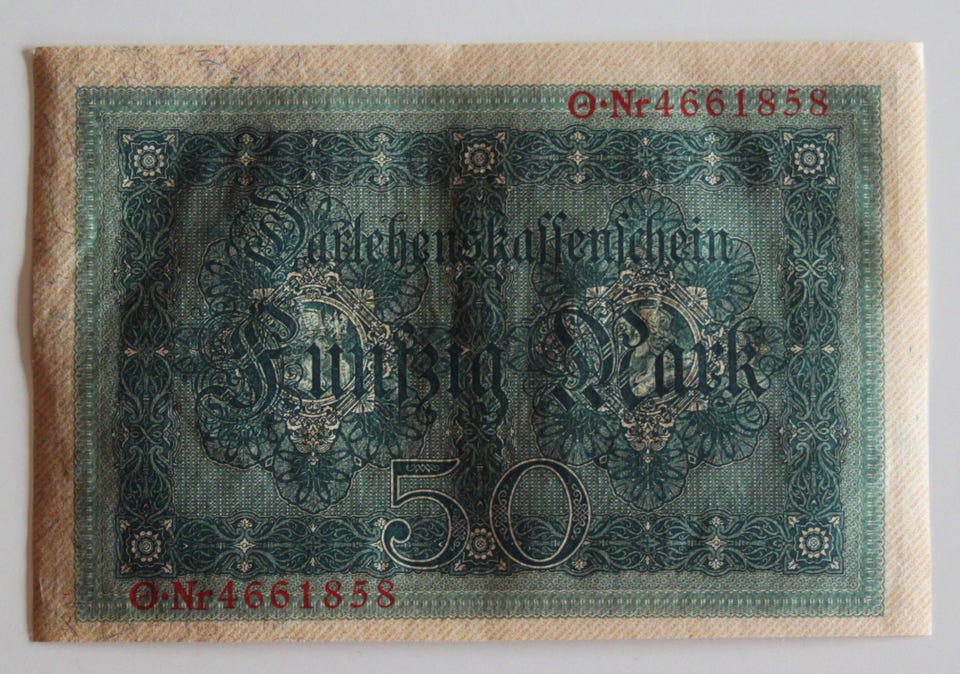 Θ·Nr4661858
Darlehenskassenschein
Fünfzig Mark
50
Θ·Nr4661858